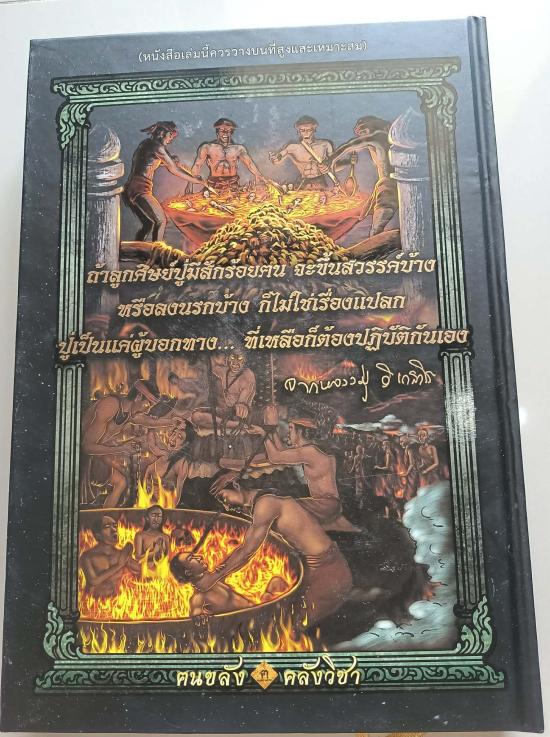 (หนังสือเล่มนี้ควรวางบนที่สูงและเหมาะสม)
ถ้าลูกศิษย์ปู่มีสักร้อยคน จะขึ้นสวรรค์บ้าง
หรือลงนรกบ้าง ก็ไม่ใช่เรื่องแปลก
ปู่เป็นแค่ผู้บอกทาง... ที่เหลือก็ต้องปฏิบัติกันเอง
ฅนขลัง ฅ คลังวิชา